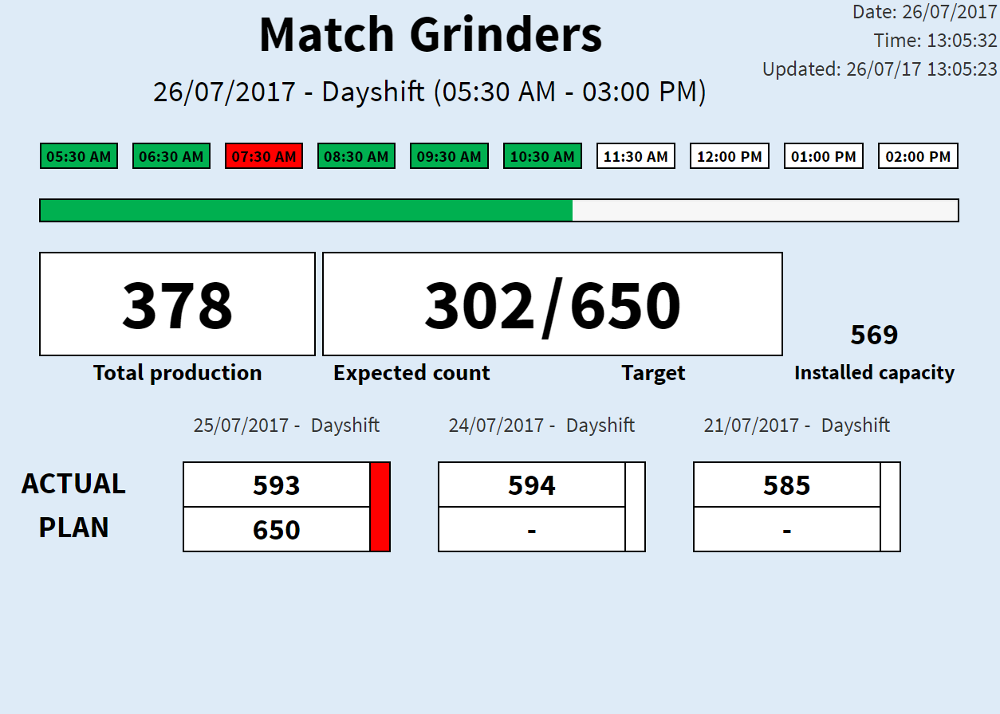 Match Grinders
Date: 26/07/2017
Time: 13:05:32
Updated: 26/07/17 13:05:23
26/07/2017 - Dayshift (05:30 AM - 03:00 PM)
05:30 AM 06:30 AM 07:30 AM 08:30 AM 09:30 AM 10:30 AM 11:30 AM 12:00 PM 01:00 PM 02:00 PM
378 302/650 569
Total production Expected count Target Installed capacity
25/07/2017 - Dayshift 24/07/2017 - Dayshift 21/07/2017 - Dayshift
ACTUAL 593 594 585
PLAN 650 - -